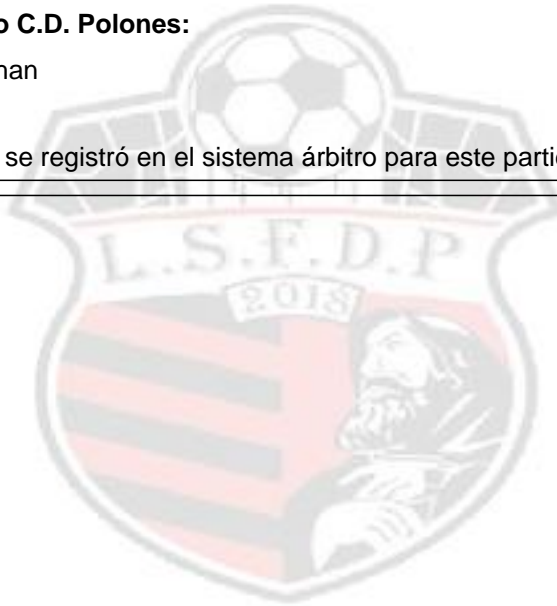 o C.D. Polones:
nan
se registró en el sistema árbitro para este parti
L.S.F.D.P
2018